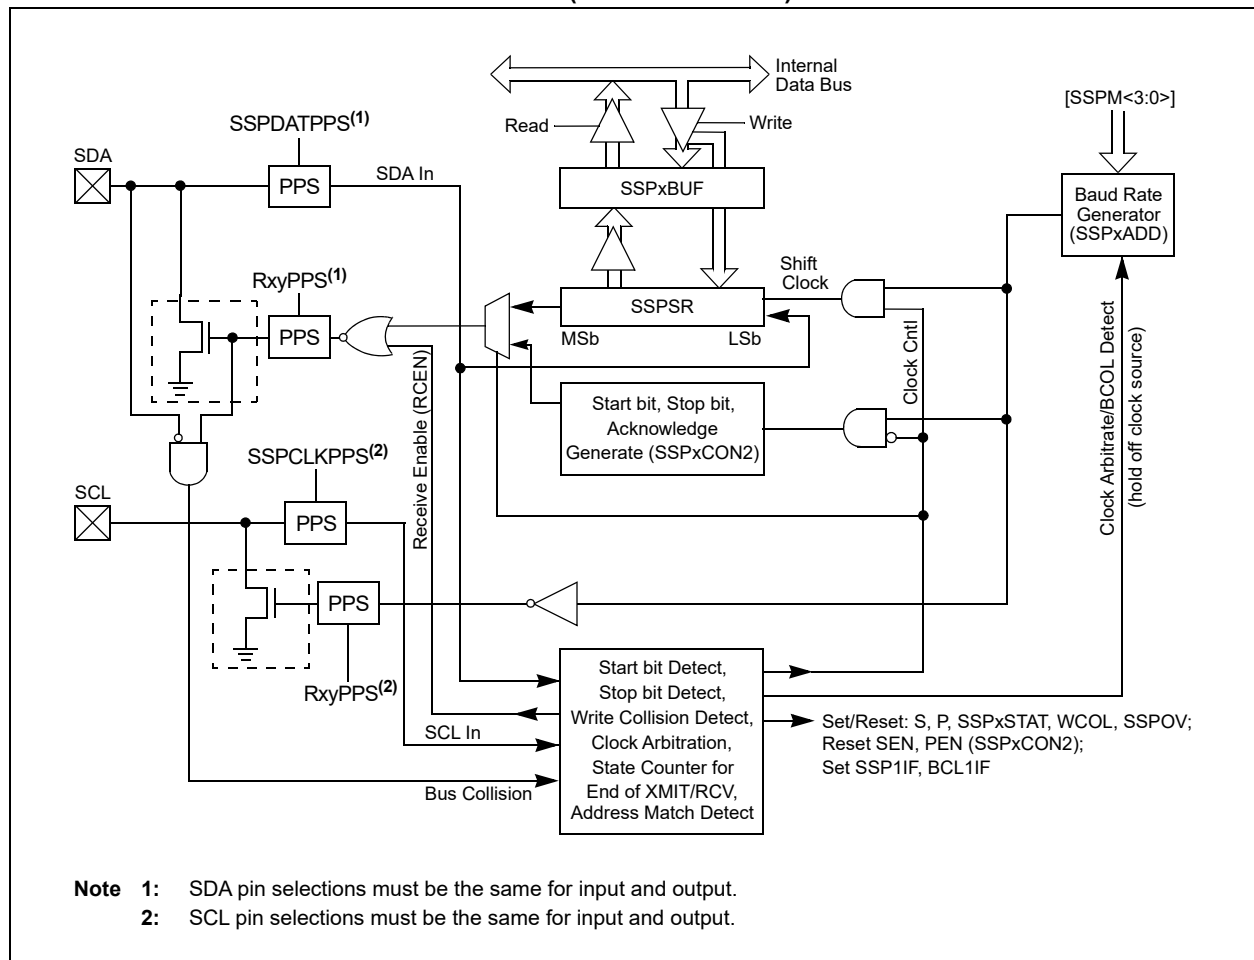 Internal
Data Bus
[SSPM<3:0>]
SSPDATPPS(1)
Read
Write
SDA
SDA In
PPS
SSPxBUF
Baud Rate
Generator
(SSPxADD)
RxyPPS(1)
Shift
Clock
PPS
SSPSR
MSb
LSb
Clock Cntl
Receive Enable (RCEN)
Clock Arbitrate/BCOL Detect
(hold off clock source)
Start bit, Stop bit,
Acknowledge
Generate (SSPxCON2)
SSPCLKPPS(2)
SCL
PPS
PPS
RxyPPS(2)
Start bit Detect,
Stop bit Detect,
Write Collision Detect,
Clock Arbitration,
State Counter for
End of XMIT/RCV,
Address Match Detect
SCL In
Bus Collision
Set/Reset: S, P, SSPxSTAT, WCOL, SSPOV;
Reset SEN, PEN (SSPxCON2);
Set SSP1IF, BCL1IF
Note 1: SDA pin selections must be the same for input and output.
2: SCL pin selections must be the same for input and output.